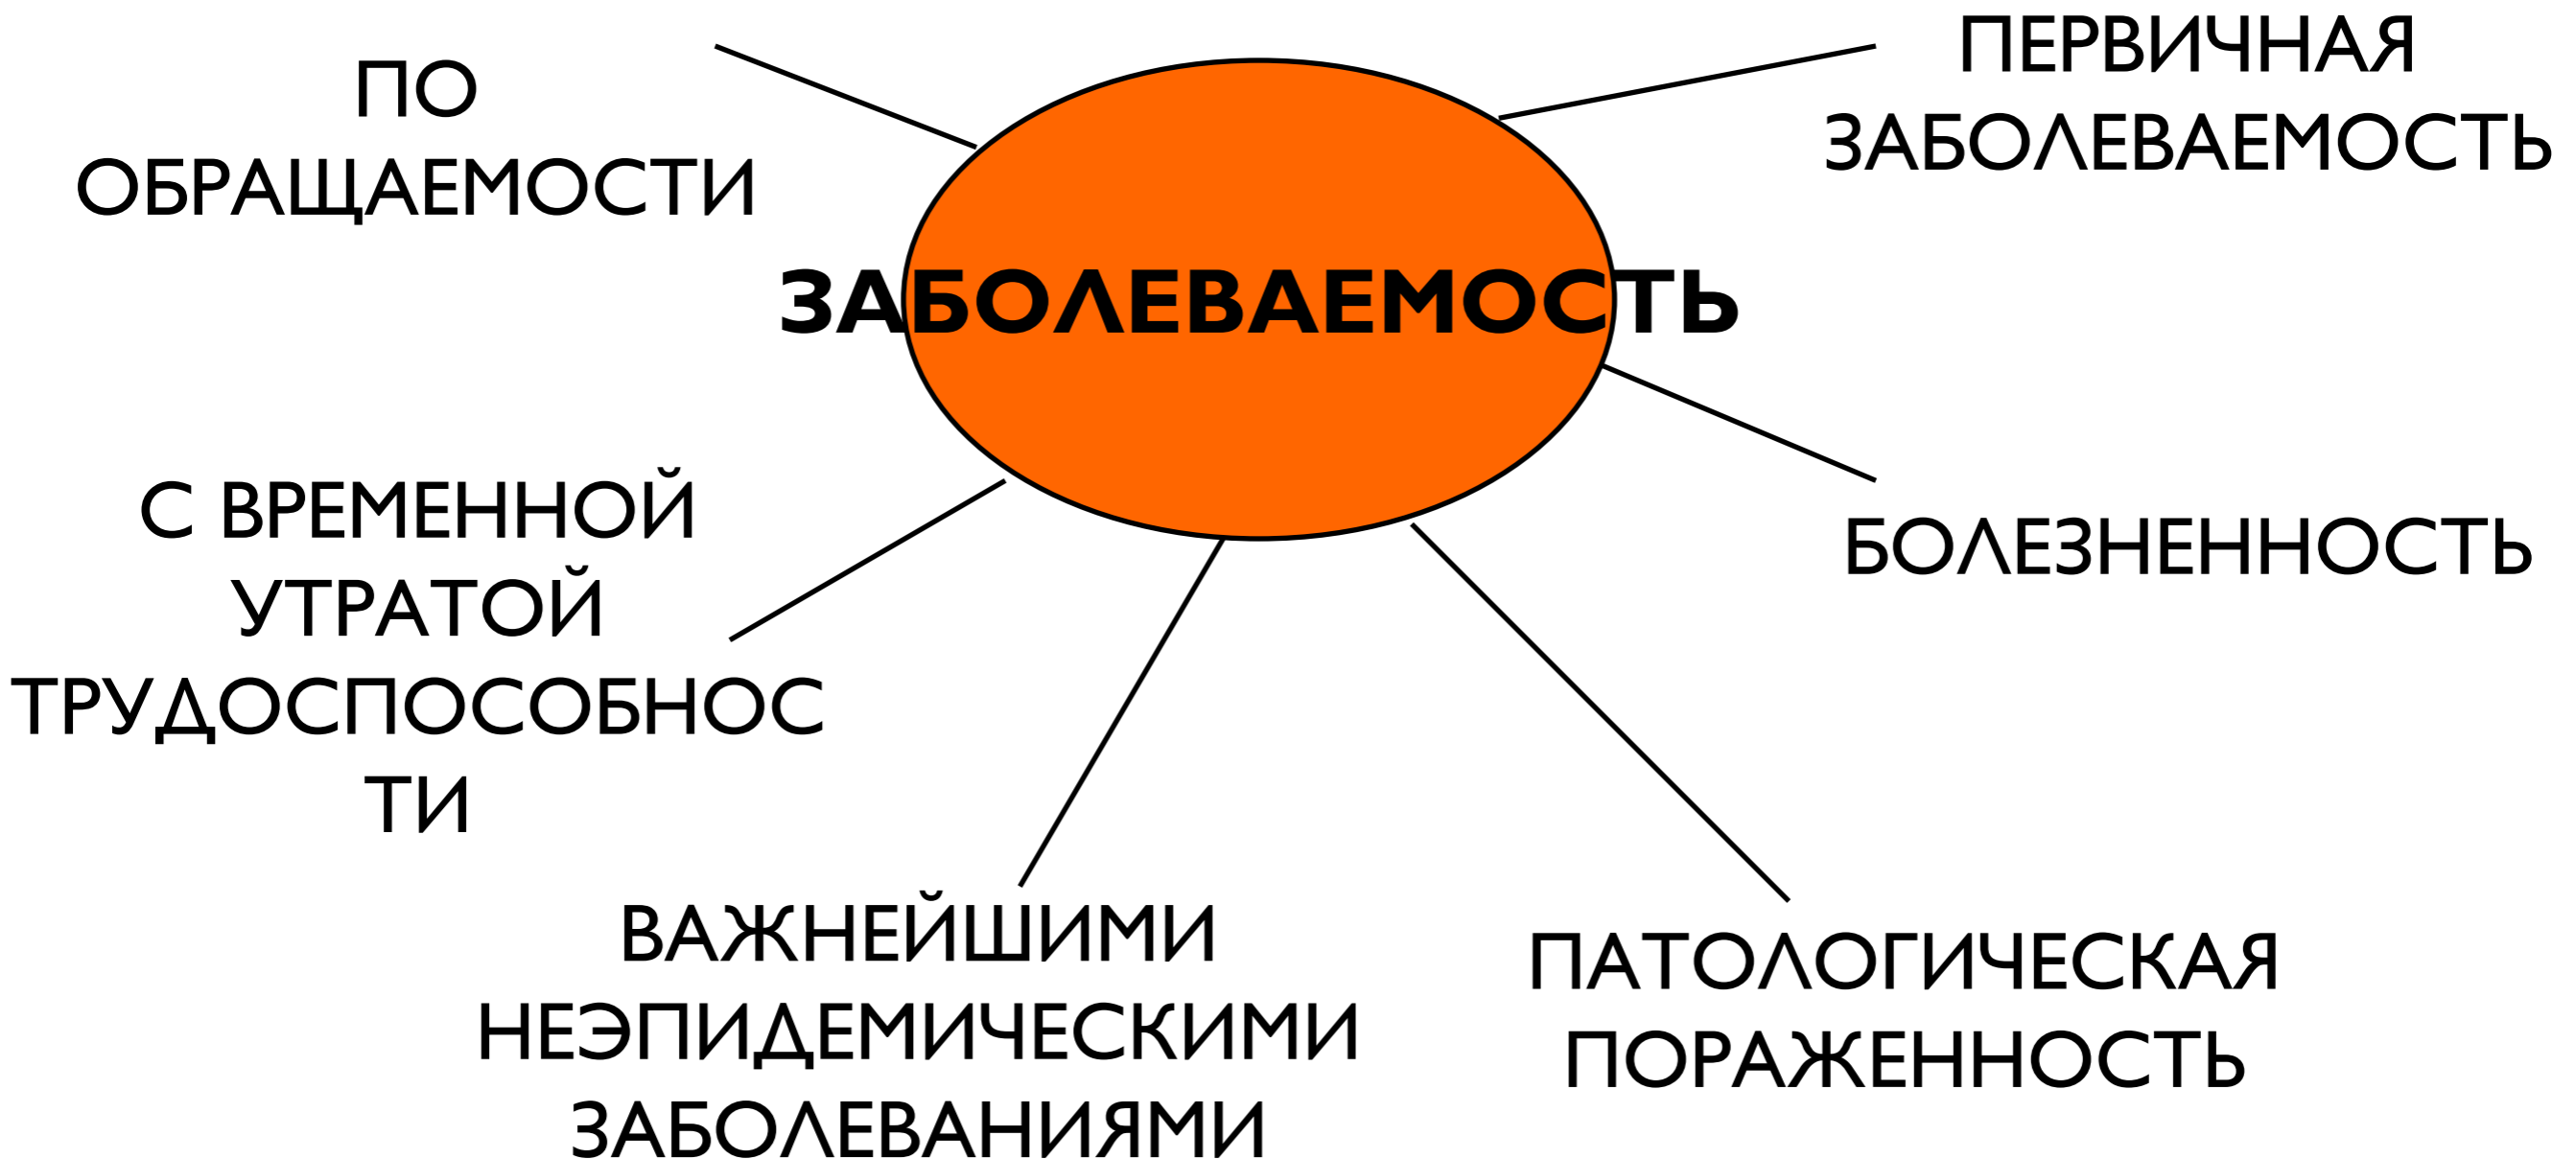 ПО
ОБРАЩАЕМОСТИ
ПЕРВИЧНАЯ
ЗАБОЛЕВАЕМОСТЬ
ЗАБОЛЕВАЕМОСТЬ
С ВРЕМЕННОЙ
УТРАТОЙ
ТРУДОСПОСОБНОС
ТИ
БОЛЕЗНЕННОСТЬ
ВАЖНЕЙШИМИ
НЕЭПИДЕМИЧЕСКИМИ
ЗАБОЛЕВАНИЯМИ
ПАТОЛОГИЧЕСКАЯ
ПОРАЖЕННОСТЬ